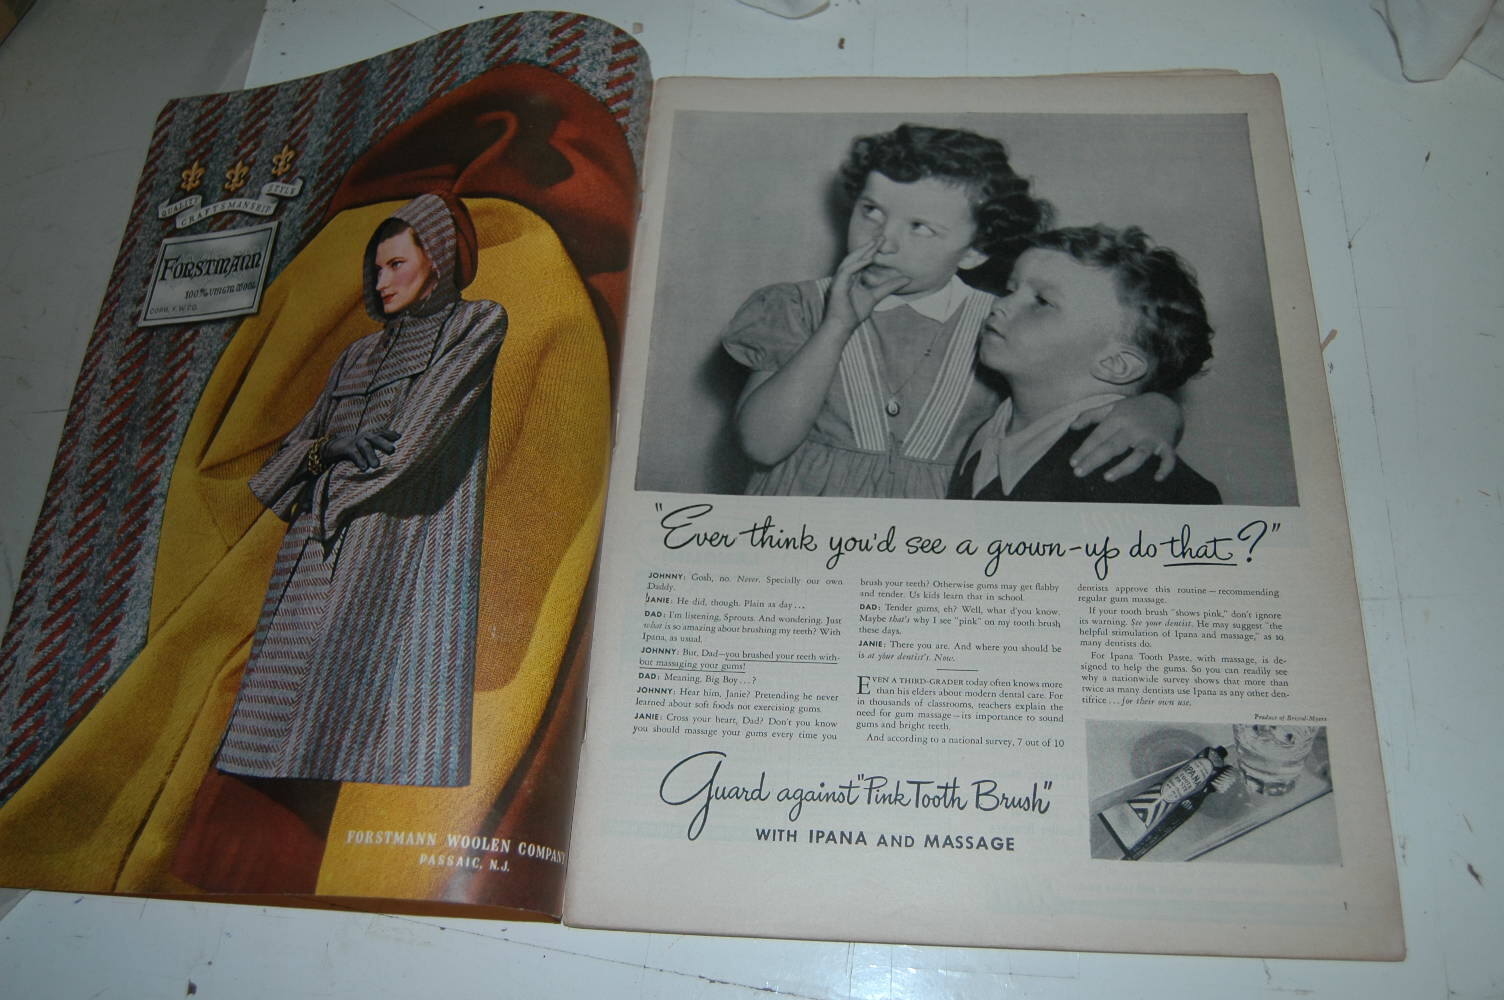 QUALITY
CRAFTSMANSHIP
STYLE
FORSTMANN
100% VIRGIN WOOL
FORSTMANN WOOLEN COMPANY
PASSAIC, N.J.
"Ever think you'd see a grown-up do that?"
JOHNNY: Gosh, no. Never. Specially our own
Daddy.
JANIE: He did, though. Plain as day...
DAD: I'm listening, Sprouts. And wondering. Just
what is so amazing about brushing my teeth? With
Ipana, as usual.
JOHNNY: But, Dad—you brushed your teeth with-
out massaging your gums!
DAD: Meaning, Big Boy...?
JOHNNY: Hear him, Janie? Pretending he never
learned about soft foods not exercising gums.
JANIE: Cross your heart, Dad? Don't you know
you should massage your gums every time you
brush your teeth? Otherwise gums may get flabby
and tender. Us kids learn that in school.
DAD: Tender gums, eh? Well, what d'you know.
Maybe that's why I see "pink" on my tooth brush
these days.
JANIE: There you are. And where you should be
is at your dentist's. Now.
EVEN A THIRD-GRADER today often knows more
than his elders about modern dental care. For
in thousands of classrooms, teachers explain the
need for gum massage—its importance to sound
gums and bright teeth.
And according to a national survey, 7 out of 10
dentists approve this routine—recommending
regular gum massage.
If your tooth brush "shows pink," don't ignore
its warning. See your dentist. He may suggest "the
helpful stimulation of Ipana and massage," as so
many dentists do.
For Ipana Tooth Paste, with massage, is de-
signed to help the gums. So you can readily see
why a nationwide survey shows that more than
twice as many dentists use Ipana as any other den-
tifrice...for their own use.
Product of Bristol-Myers
IPANA
TOOTH
Guard against "Pink Tooth Brush"
WITH IPANA AND MASSAGE